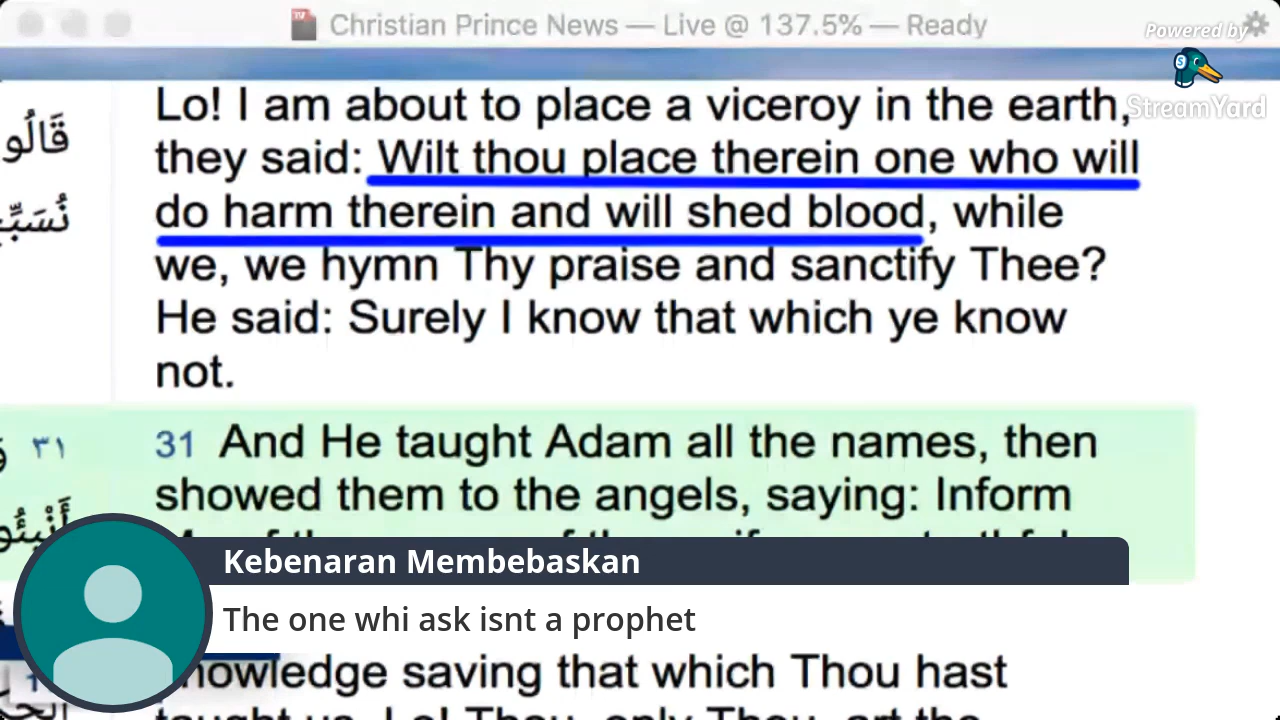 Christian Prince News — Live @ 137.5% — Ready
Powered by
StreamYard
Lo! I am about to place a viceroy in the earth,
they said: Wilt thou place therein one who will
do harm therein and will shed blood, while
we, we hymn Thy praise and sanctify Thee?
He said: Surely I know that which ye know
not.
قَالُو
نُسَبِّ
31 And He taught Adam all the names, then
showed them to the angels, saying: Inform
٣١
Kebenaran Membebaskan
The one whi ask isnt a prophet
knowledge saving that which Thou hast